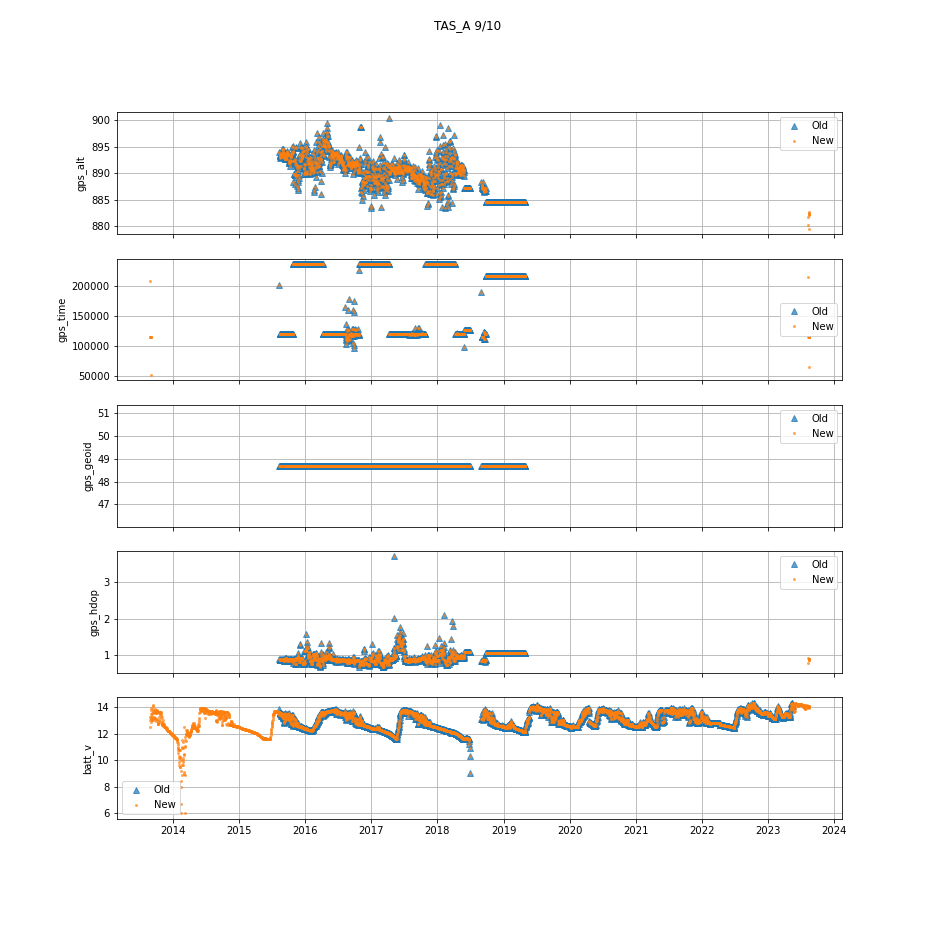 TAS_A 9/10
900
895
890
885
880
gps_alt
Old
New
200000
150000
100000
50000
gps_time
Old
New
51
50
49
48
47
gps_geoid
Old
New
3
2
1
gps_hdop
Old
New
14
12
10
8
6
batt_v
Old
New
2014 2015 2016 2017 2018 2019 2020 2021 2022 2023 2024